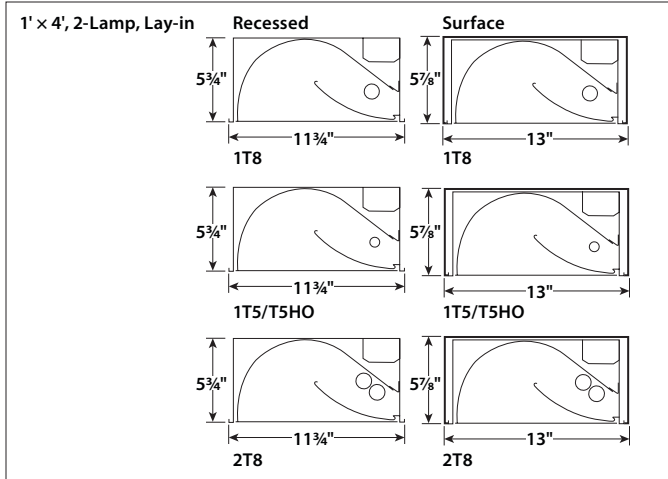 1' × 4', 2-Lamp, Lay-in
Recessed
Surface
5¾"
11¾"
1T8
5⅞"
13"
1T8
5¾"
11¾"
1T5/T5HO
5⅞"
13"
1T5/T5HO
5¾"
11¾"
2T8
5⅞"
13"
2T8